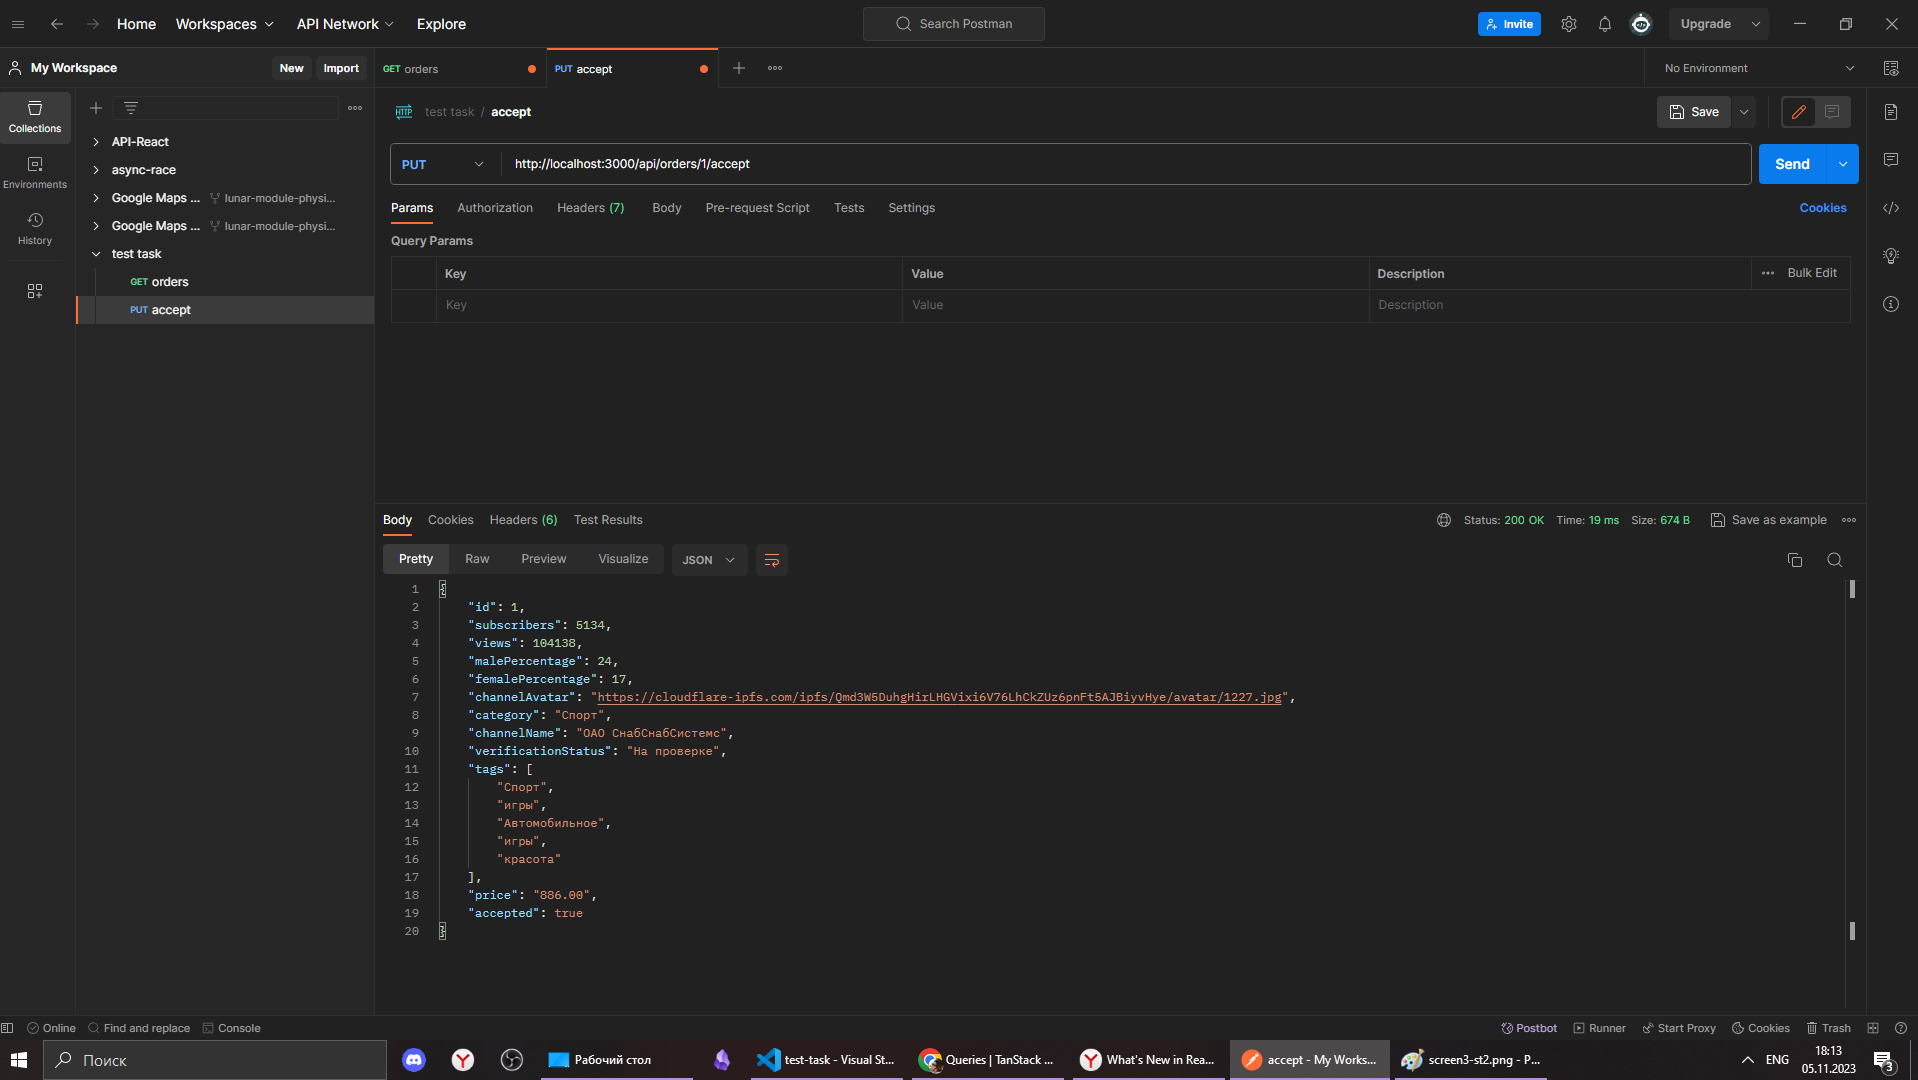 Home Workspaces API Network Explore Search Postman Invite Upgrade
My Workspace New Import GET orders PUT accept No Environment
Collections
Environments
History
API-React
async-race
Google Maps ... lunar-module-physi...
Google Maps ... lunar-module-physi...
test task
GET orders
PUT accept
HTTP test task / accept Save
PUT http://localhost:3000/api/orders/1/accept Send
Params Authorization Headers (7) Body Pre-request Script Tests Settings Cookies
Query Params
Key Value Description Bulk Edit
Key Value Description
Body Cookies Headers (6) Test Results Status: 200 OK Time: 19 ms Size: 674 B Save as example
Pretty Raw Preview Visualize JSON
1 {
2 "id": 1,
3 "subscribers": 5134,
4 "views": 104138,
5 "malePercentage": 24,
6 "femalePercentage": 17,
7 "channelAvatar": "https://cloudflare-ipfs.com/ipfs/Qmd3W5DuhgHirLHGVixi6V76LhCkZUz6pnFt5AJBiyvHye/avatar/1227.jpg",
8 "category": "Спорт",
9 "channelName": "ОАО СнабСнабСистемс",
10 "verificationStatus": "На проверке",
11 "tags": [
12 "Спорт",
13 "игры",
14 "Автомобильное",
15 "игры",
16 "красота"
17 ],
18 "price": "886.00",
19 "accepted": true
20 }
Online Find and replace Console Postbot Runner Start Proxy Cookies Trash
Поиск Рабочий стол test-task - Visual St... Queries | TanStack ... What's New in Rea... accept - My Works... screen3-st2.png - P... ENG 18:13
05.11.2023 3